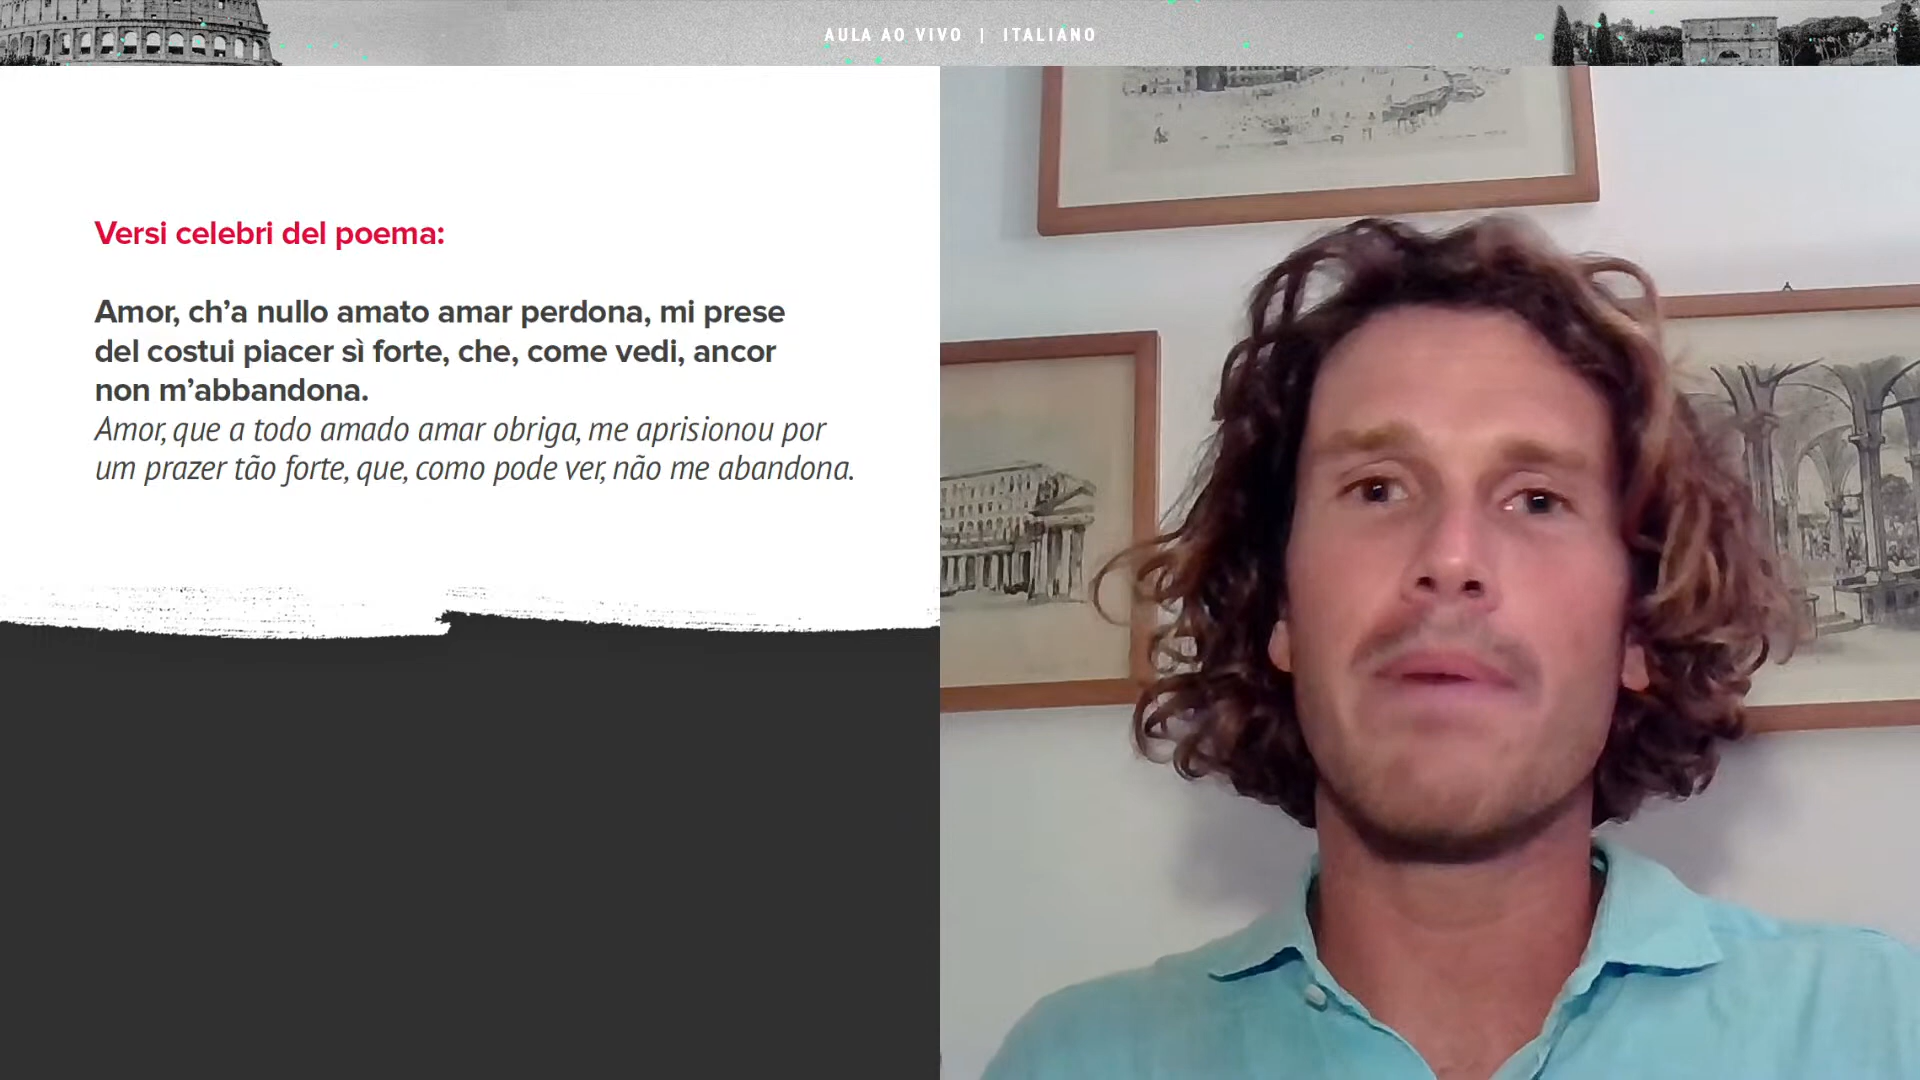 AULA AO VIVO | ITALIANO
Versi celebri del poema:
Amor, ch’a nullo amato amar perdona, mi prese
del costui piacer sì forte, che, come vedi, ancor
non m’abbandona.
Amor, que a todo amado amar obriga, me aprisionou por
um prazer tão forte, que, como pode ver, não me abandona.